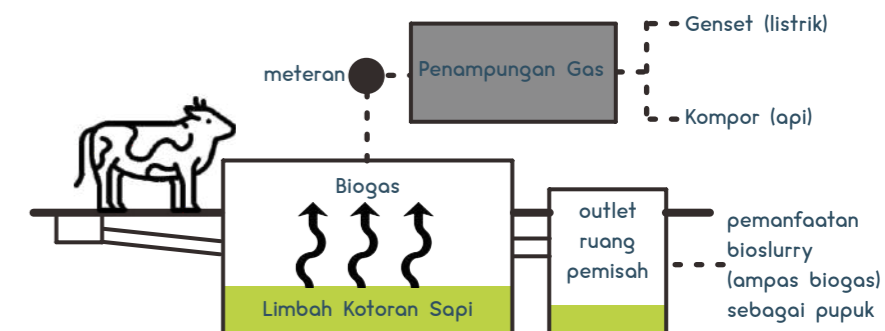 Genset (listrik)
meteran
Penampungan Gas
Kompor (api)
Biogas
outlet
ruang
pemisah
pemanfaatan
bioslurry
(ampas biogas)
sebagai pupuk
Limbah Kotoran Sapi